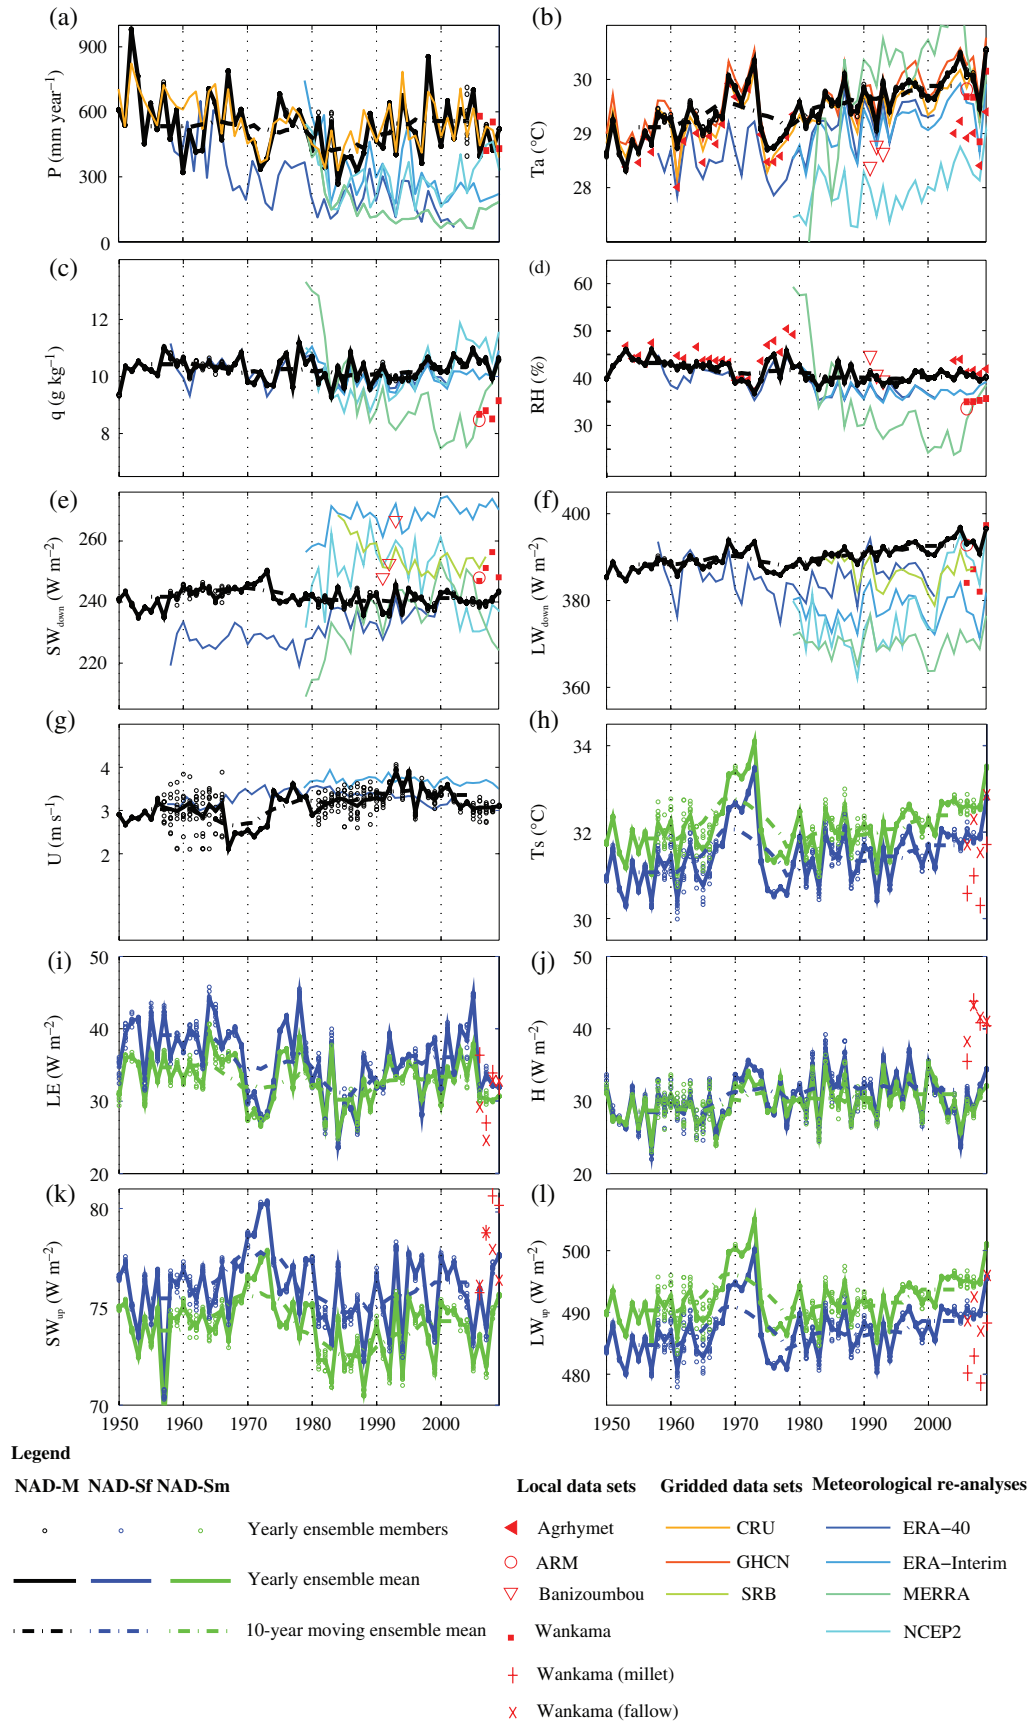 (a)
(b)
900
600
300
0
P (mm year−1)
30
29
28
Ta (°C)
(c)
(d)
12
10
8
q (g kg−1)
60
50
40
30
RH (%)
(e)
(f)
260
240
220
SWdown (W m−2)
400
380
360
LWdown (W m−2)
(g)
(h)
4
3
2
U (m s−1)
34
32
30
Ts (°C)
(i)
(j)
50
40
30
20
LE (W m−2)
50
40
30
20
H (W m−2)
(k)
(l)
80
75
70
SWup (W m−2)
500
490
480
LWup (W m−2)
1950 1960 1970 1980 1990 2000
1950 1960 1970 1980 1990 2000
Legend
NAD-M NAD-Sf NAD-Sm
Yearly ensemble members
Yearly ensemble mean
10-year moving ensemble mean
Local data sets
Agrhymet
ARM
Banizoumbou
Wankama
Wankama (millet)
Wankama (fallow)
Gridded data sets
CRU
GHCN
SRB
Meteorological re-analyses
ERA−40
ERA−Interim
MERRA
NCEP2